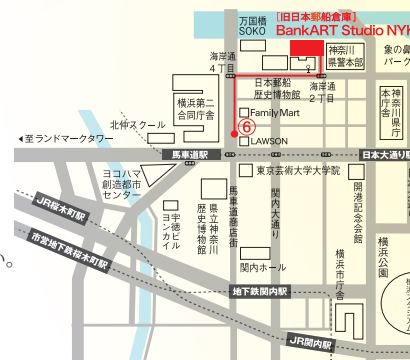 万国橋
SOKO
[旧日本郵船倉庫]
BankART Studio NYK
海岸通
4丁目
神奈川
県警本部
象の鼻
パーク
日本郵船
歴史博物館
海岸通
2丁目
横浜第二
合同庁舎
北仲スクール
FamilyMart
⑥
LAWSON
神奈川県庁
本庁舎
◀至ランドマークタワー
馬車道駅
日本大通り駅
ヨコハマ
創造都市
センター
東京芸術大学大学院
開港記念会館
JR桜木町駅
市営地下鉄桜木町駅
宇徳ビル
ヨンカイ
県立神奈川
歴史博物館
馬車道商店街
関内大通り
関内ホール
横浜市庁舎
横浜公園
横浜スタジアム
地下鉄関内駅
JR関内駅
い。